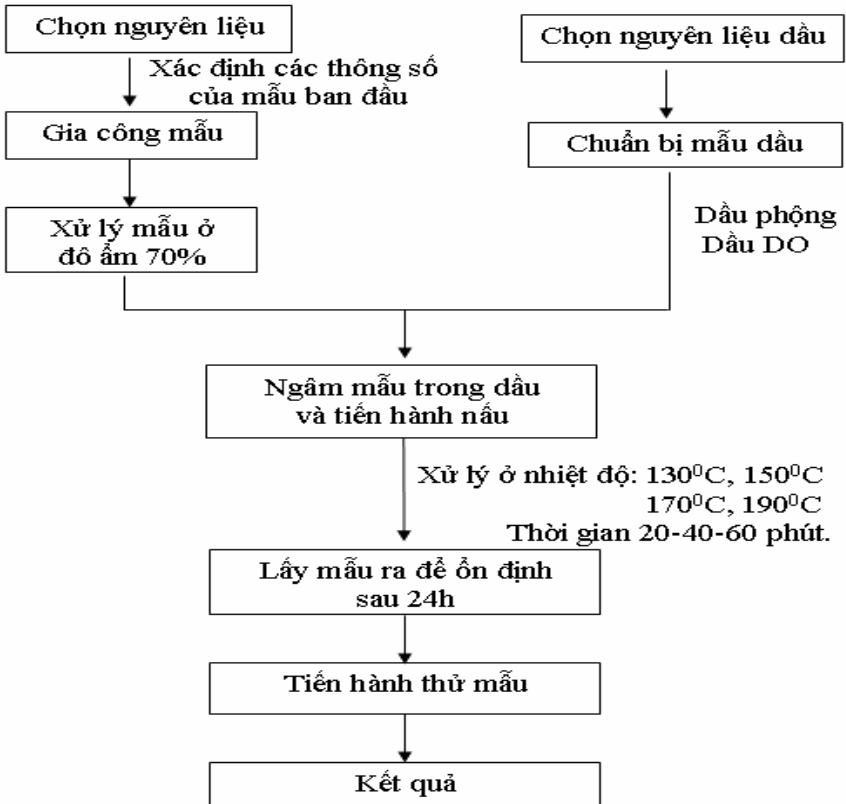 Chọn nguyên liệu
Xác định các thông số
của mẫu ban đầu
Gia công mẫu
Xử lý mẫu ở
đô ẩm 70%
Chọn nguyên liệu dầu
Chuẩn bị mẫu dầu
Dầu phộng
Dầu DO
Ngâm mẫu trong dầu
và tiến hành nấu
Xử lý ở nhiệt độ: 130⁰C, 150⁰C
170⁰C, 190⁰C
Thời gian 20-40-60 phút.
Lấy mẫu ra để ổn định
sau 24h
Tiến hành thử mẫu
Kết quả